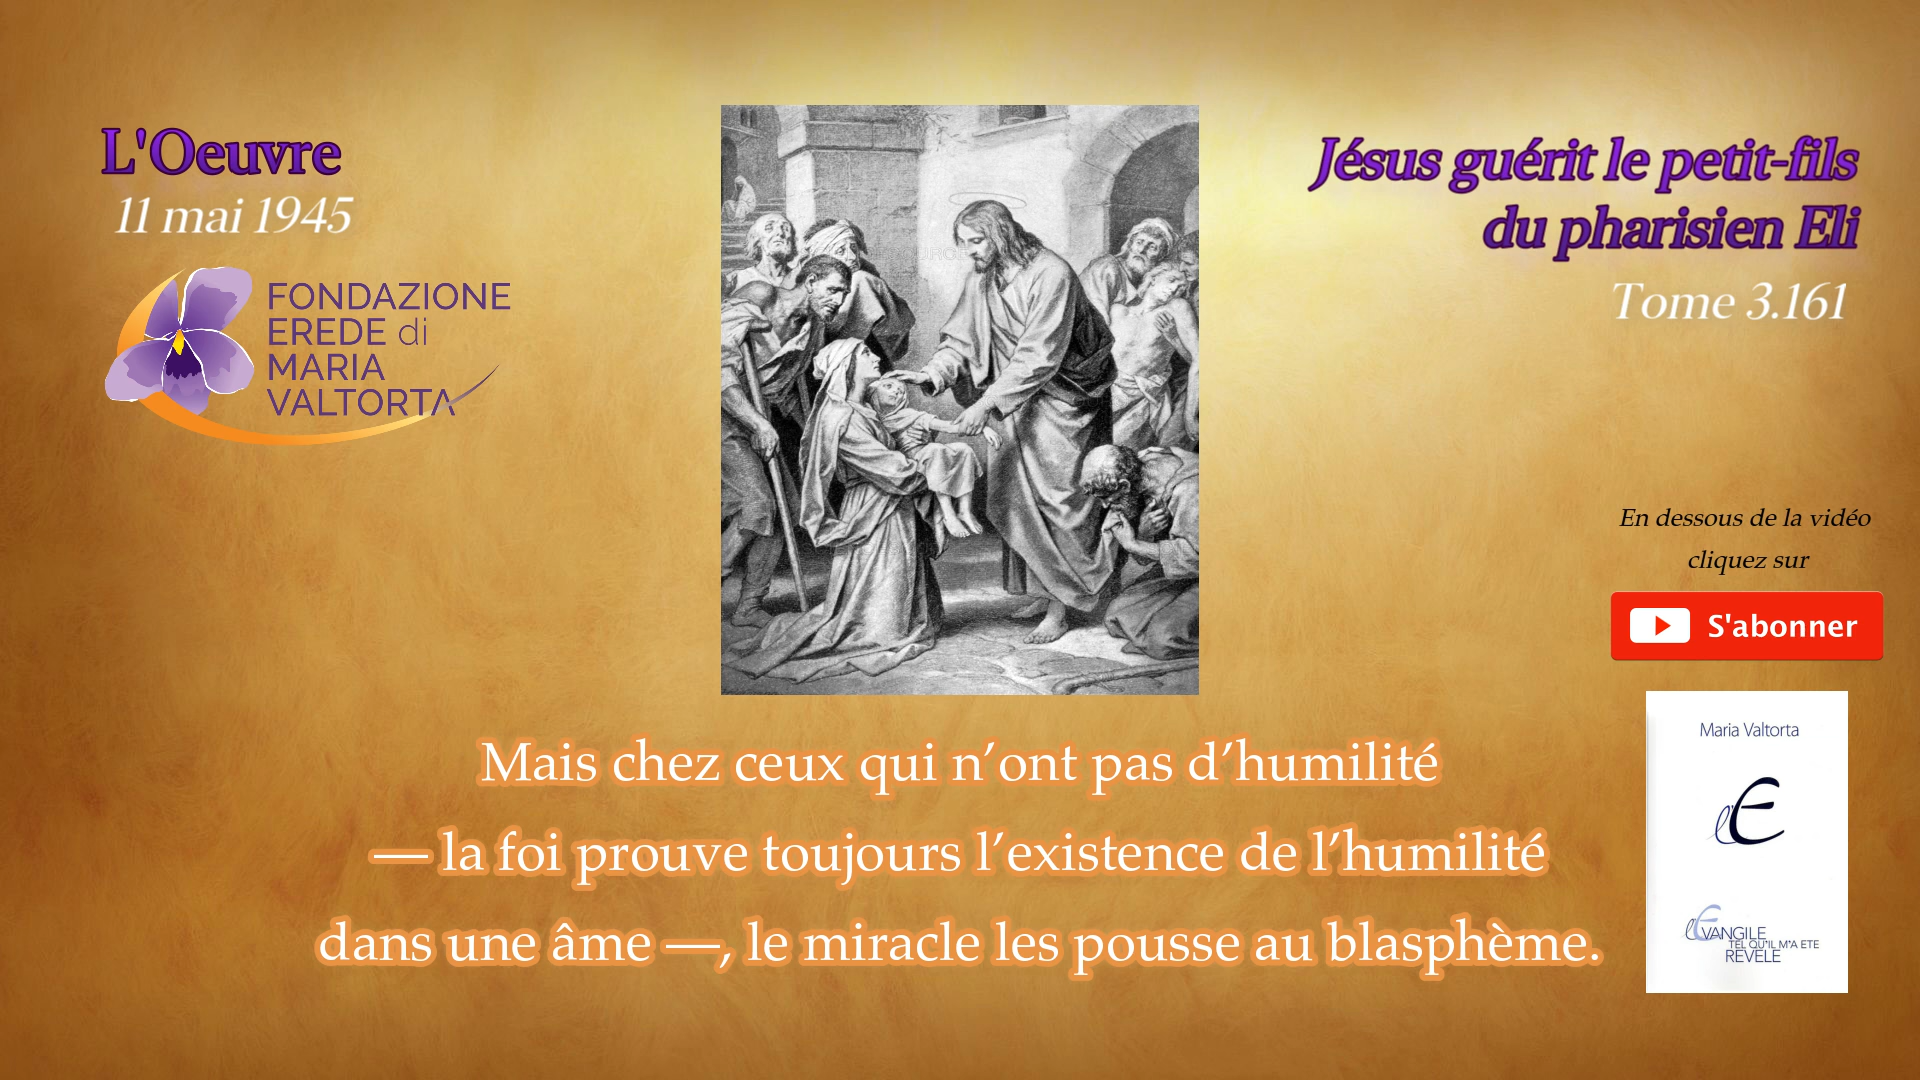 L'Oeuvre
11 mai 1945
FONDAZIONE
EREDE di
MARIA
VALTORTA
Jésus guérit le petit-fils
du pharisien Eli
Tome 3.161
En dessous de la vidéo
cliquez sur
S'abonner
Maria Valtorta
l'É
l'ÉVANGILE
TEL QU'IL M'A ETE
REVELE
Mais chez ceux qui n’ont pas d’humilité
— la foi prouve toujours l’existence de l’humilité
dans une âme —, le miracle les pousse au blasphème.